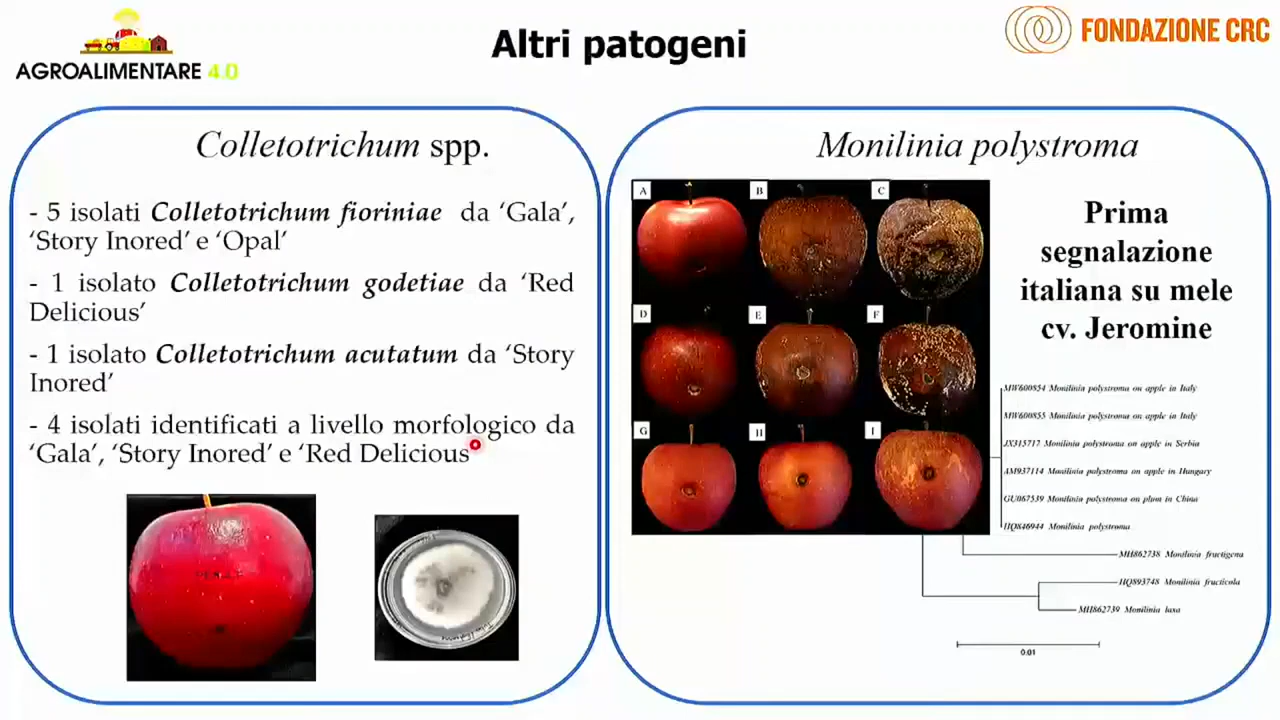 AGROALIMENTARE 4.0
Altri patogeni
FONDAZIONE CRC
Colletotrichum spp.
- 5 isolati Colletotrichum fioriniae da ‘Gala’,
‘Story Inored’ e ‘Opal’
- 1 isolato Colletotrichum godetiae da ‘Red
Delicious’
- 1 isolato Colletotrichum acutatum da ‘Story
Inored’
- 4 isolati identificati a livello morfologico da
‘Gala’, ‘Story Inored’ e ‘Red Delicious’
Monilinia polystroma
A B C
D E F
G H I
Prima
segnalazione
italiana su mele
cv. Jeromine
MW600854 Monilinia polystroma on apple in Italy
MW600855 Monilinia polystroma on apple in Italy
JX315717 Monilinia polystroma on apple in Serbia
AM937114 Monilinia polystroma on apple in Hungary
GU067539 Monilinia polystroma on plum in China
HQ846944 Monilinia polystroma
MH862738 Monilinia fructigena
HQ893748 Monilinia fructicola
MH862739 Monilinia laxa
0.01